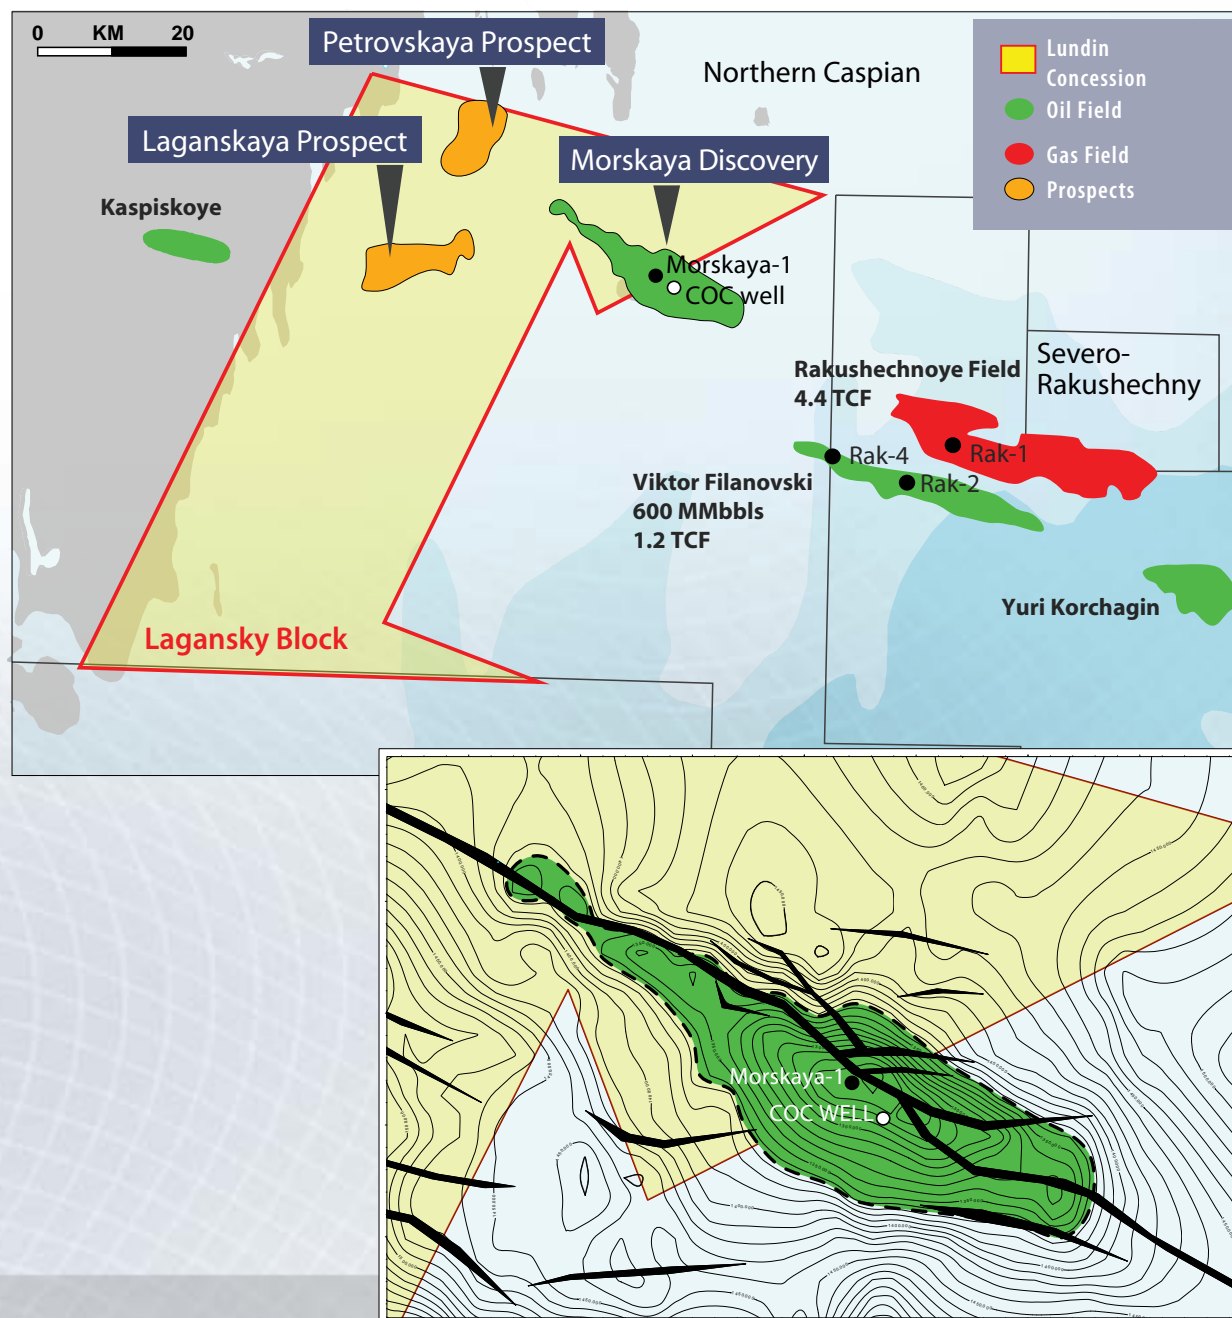 0 KM 20
Petrovskaya Prospect
Northern Caspian
Lundin
Concession
Oil Field
Gas Field
Prospects
Laganskaya Prospect
Morskaya Discovery
Kaspiskoye
Morskaya-1
COC well
Severo-
Rakushechny
Rakushechnoye Field
4.4 TCF
Rak-4
Rak-1
Rak-2
Viktor Filanovski
600 MMbbls
1.2 TCF
Yuri Korchagin
Lagansky Block
Morskaya-1
COC WELL